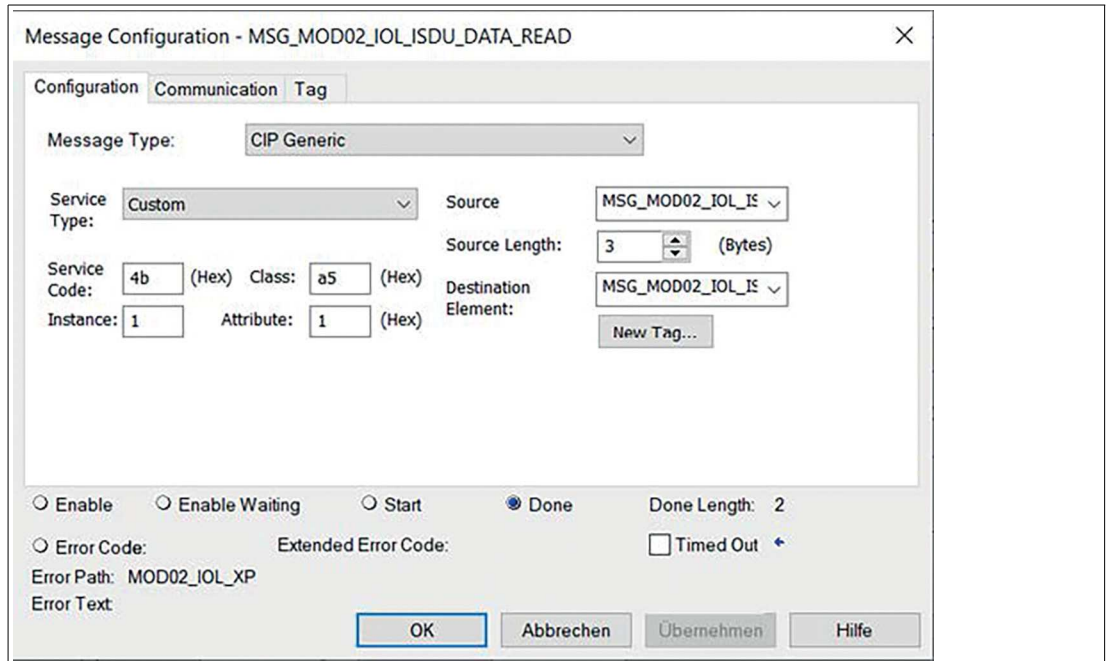 Message Configuration - MSG_MOD02_IOL_ISDU_DATA_READ
Configuration Communication Tag
Message Type: CIP Generic
Service Type: Custom
Source MSG_MOD02_IOL_IS
Source Length: 3 (Bytes)
Service Code: 4b (Hex) Class: a5 (Hex)
Destination Element: MSG_MOD02_IOL_IS
Instance: 1 Attribute: 1 (Hex)
New Tag...
Enable Enable Waiting Start Done Done Length: 2
Error Code: Extended Error Code: Timed Out
Error Path: MOD02_IOL_XP
Error Text
OK Abbrechen Übernehmen Hilfe